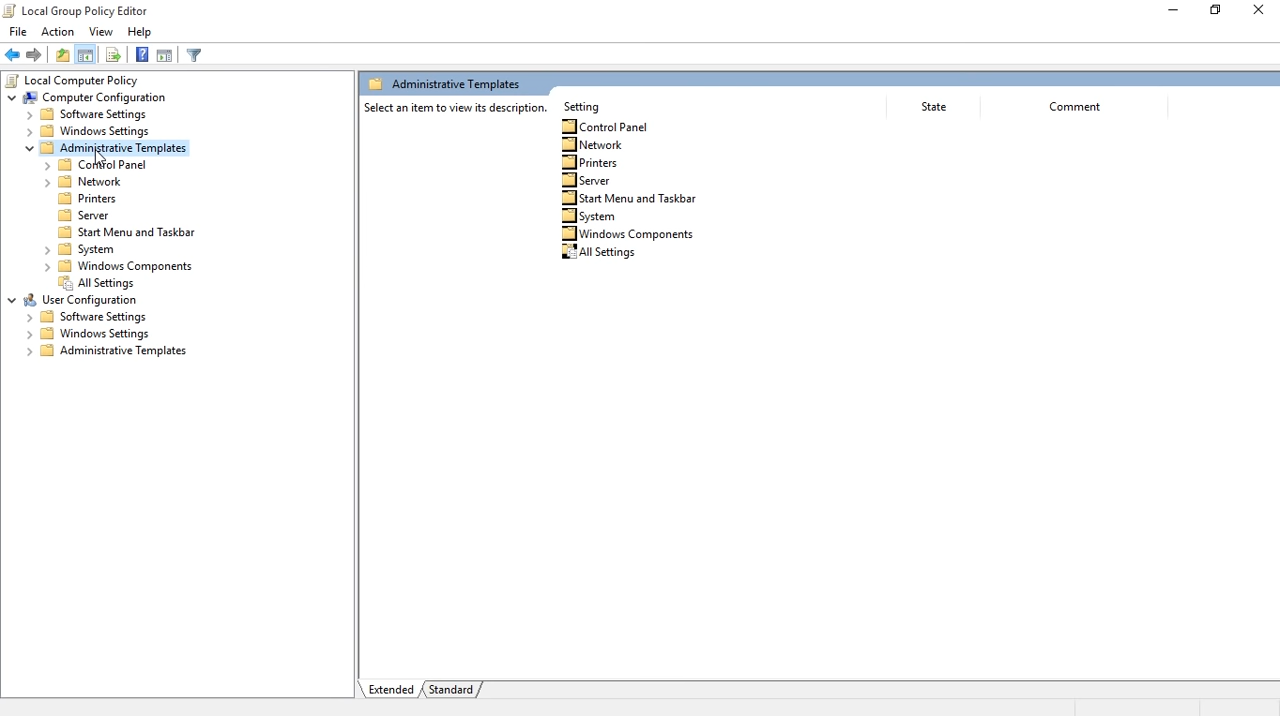 Local Group Policy Editor
File Action View Help
Local Computer Policy
Computer Configuration
Software Settings
Windows Settings
Administrative Templates
Control Panel
Network
Printers
Server
Start Menu and Taskbar
System
Windows Components
All Settings
User Configuration
Software Settings
Windows Settings
Administrative Templates
Administrative Templates
Select an item to view its description.
Setting State Comment
Control Panel
Network
Printers
Server
Start Menu and Taskbar
System
Windows Components
All Settings
Extended Standard